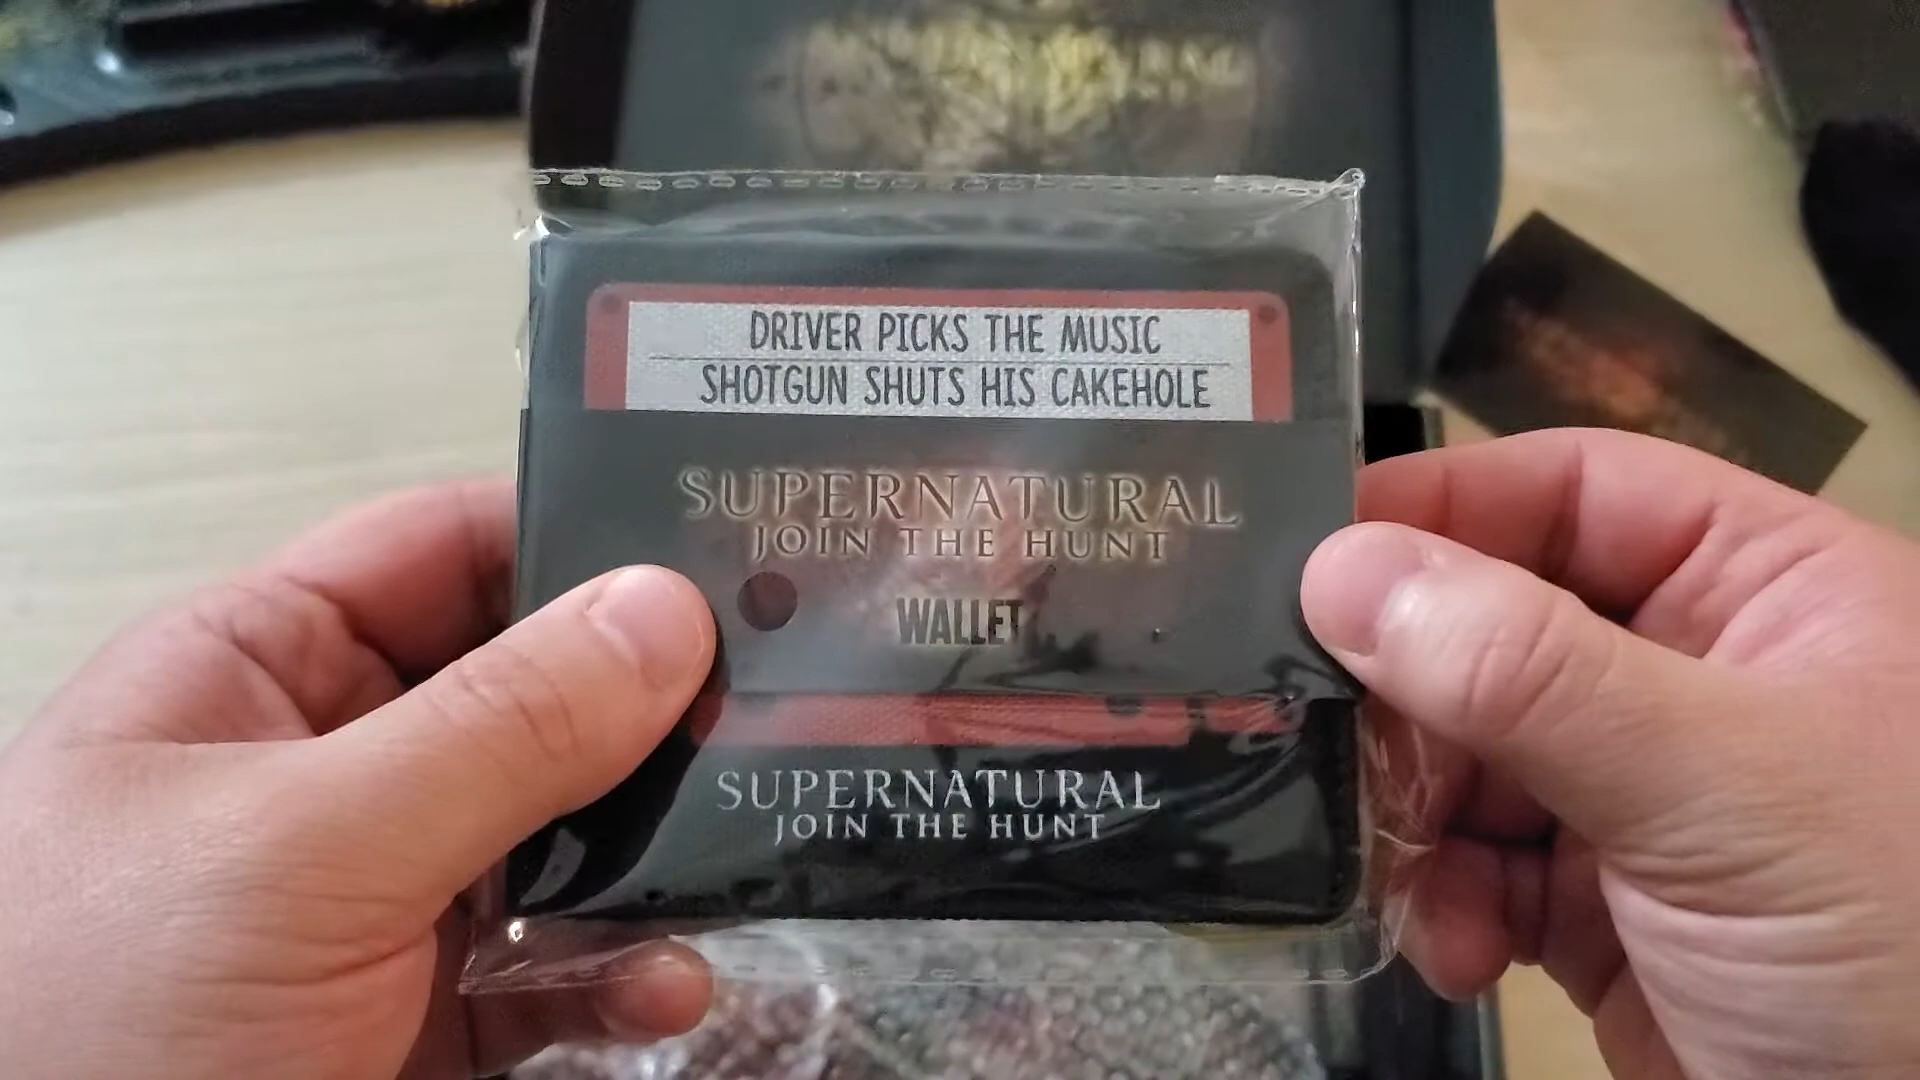 DRIVER PICKS THE MUSIC
SHOTGUN SHUTS HIS CAKEHOLE
SUPERNATURAL
JOIN THE HUNT
WALLET
SUPERNATURAL
JOIN THE HUNT